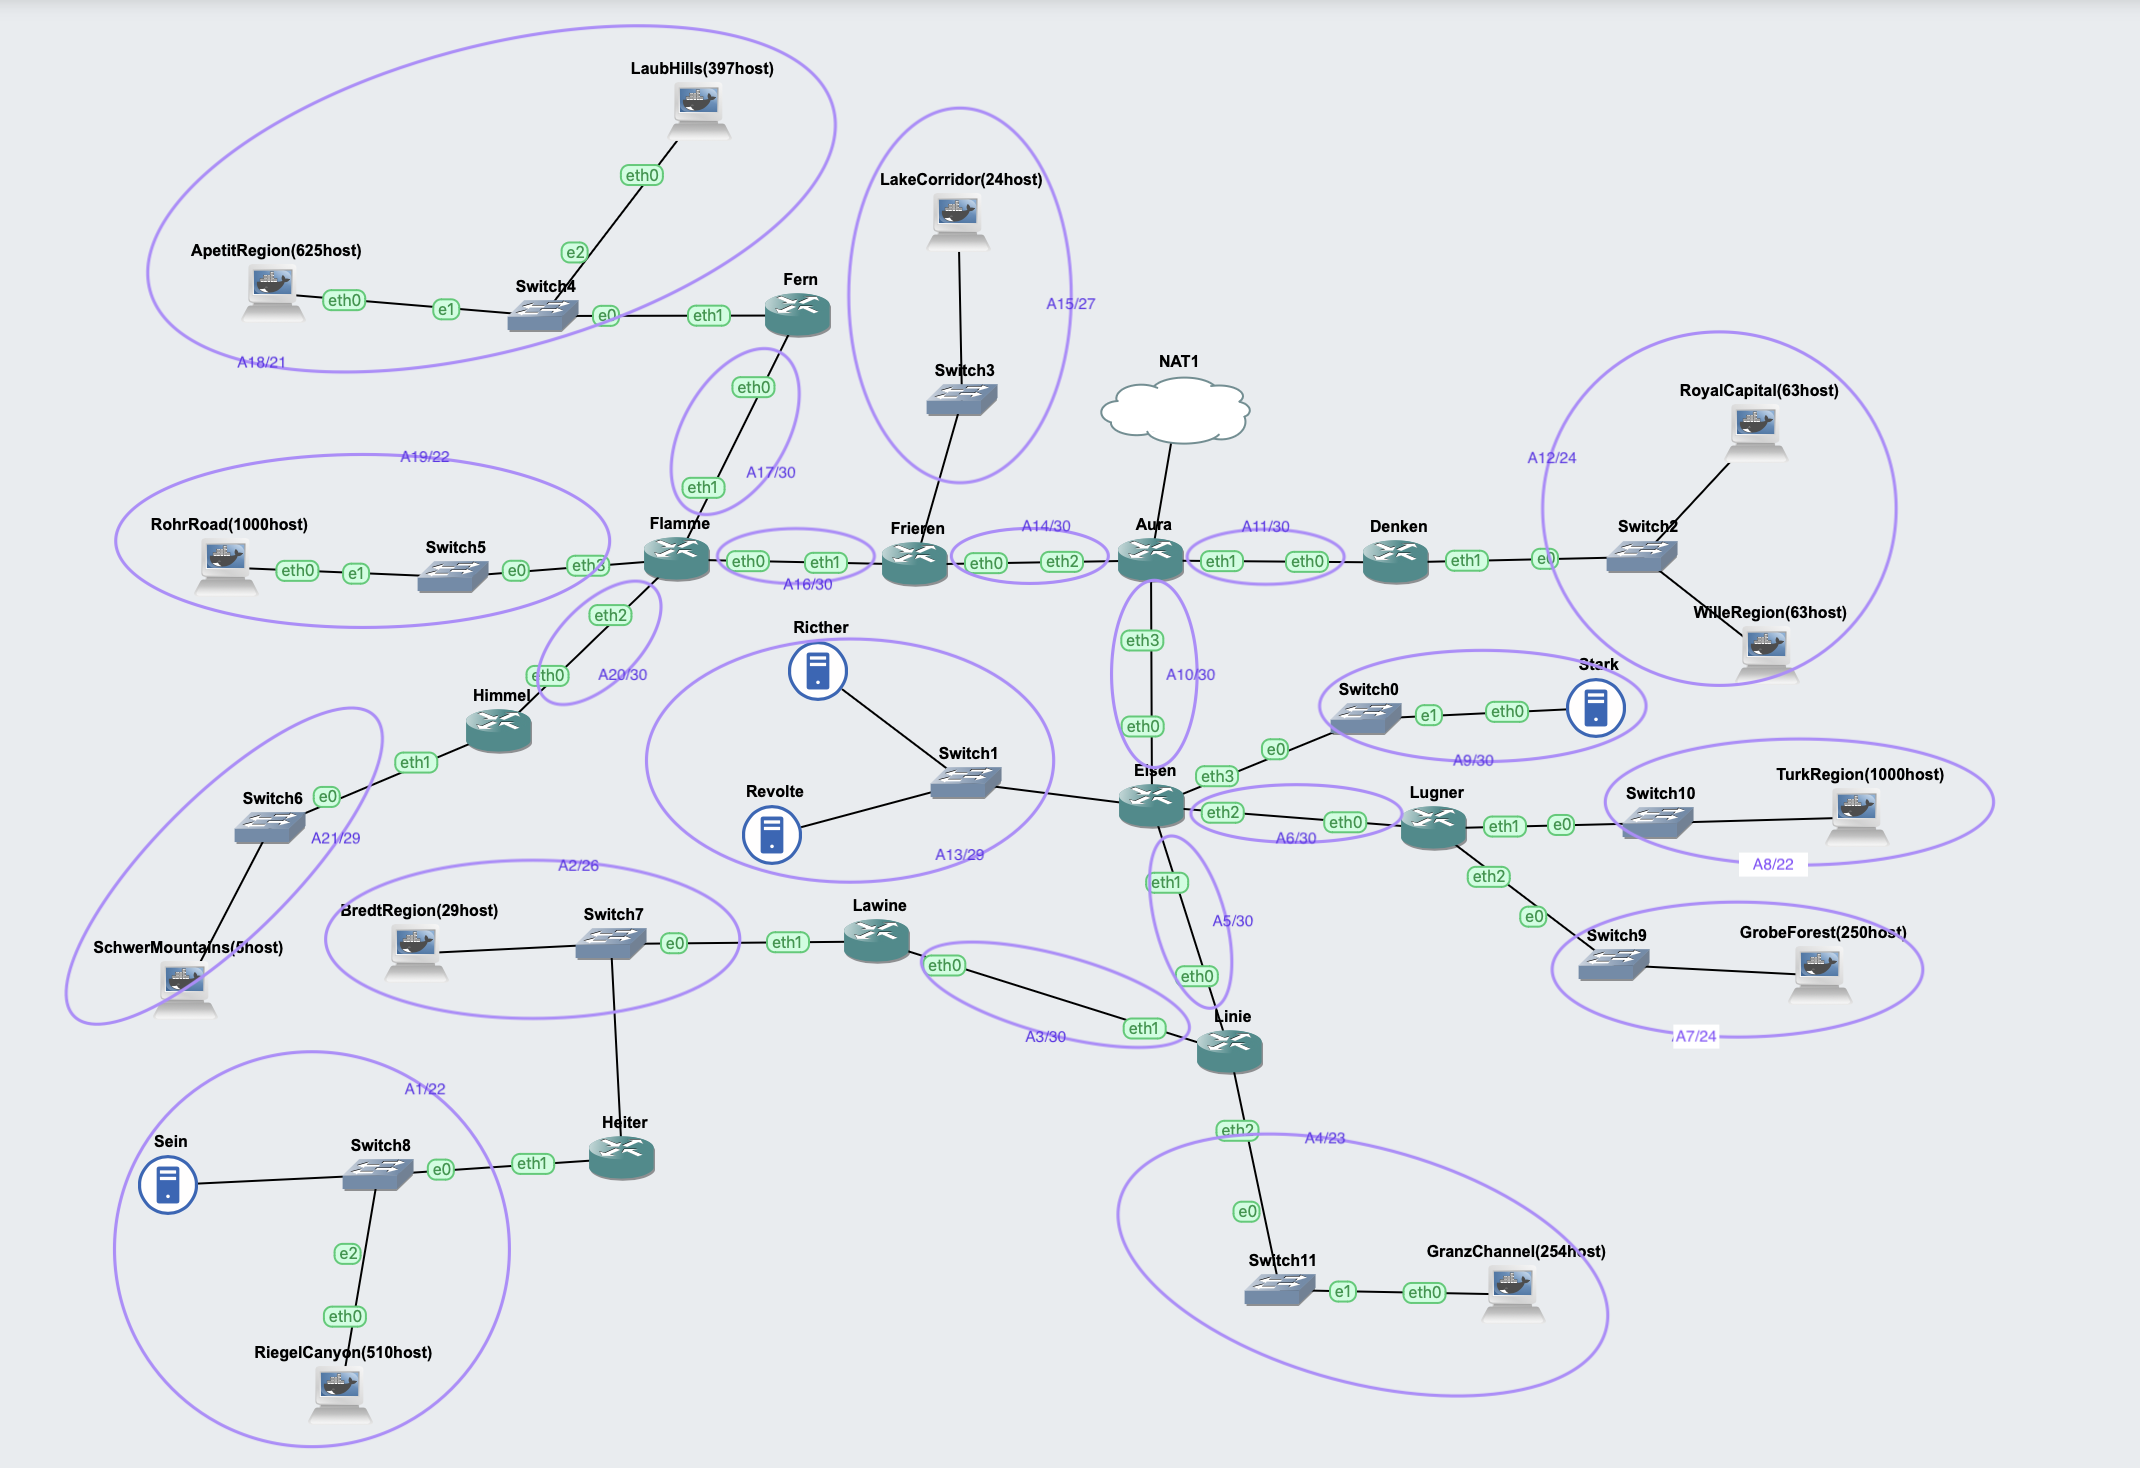 LaubHills(397host)
eth0
LakeCorridor(24host)
ApetitRegion(625host)
e2
eth0
e1
Switch4
e0
eth1
Fern
A15/27
A18/21
NAT1
Switch3
eth0
RoyalCapital(63host)
A19/22
A12/24
A17/30
eth1
RohrRoad(1000host)
Switch5
Flamme
Frieren
A14/30
Aura
A11/30
Denken
Switch2
eth0
e1
e0
eth3
eth0
eth1
eth0
eth2
eth1
eth0
eth1
e0
A16/30
eth2
Ricther
WilleRegion(63host)
eth3
eth0
A20/30
A10/30
Stark
Himmel
Switch0
e1
eth0
eth0
Switch1
eth1
e0
A9/30
Eisen
eth3
TurkRegion(1000host)
Switch6
e0
Revolte
Lugner
Switch10
eth2
eth0
eth1
e0
A21/29
A6/30
A13/29
A8/22
A2/26
eth2
eth1
BredtRegion(29host)
Switch7
Lawine
A5/30
e0
SchwerMountains(5host)
e0
eth1
Switch9
GrobeForest(250host)
eth0
eth0
Linie
eth1
A3/30
A7/24
A1/22
Heiter
eth2
A4/23
Sein
Switch8
e0
eth1
e0
e2
Switch11
GranzChannel(254host)
e1
eth0
eth0
RiegelCanyon(510host)